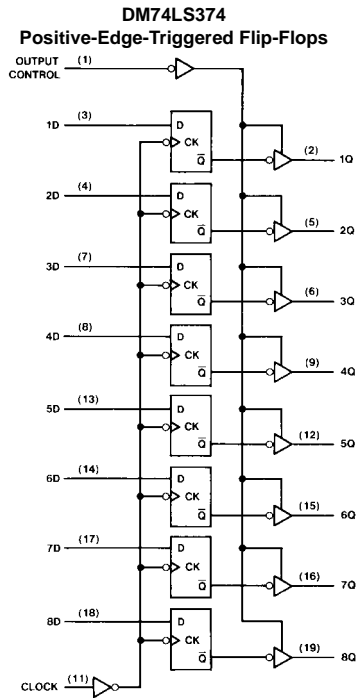 DM74LS374
Positive-Edge-Triggered Flip-Flops
OUTPUT
CONTROL (1)
1D (3) D
CK
Q̅ (2) 1Q
2D (4) D
CK
Q̅ (5) 2Q
3D (7) D
CK
Q̅ (6) 3Q
4D (8) D
CK
Q̅ (9) 4Q
5D (13) D
CK
Q̅ (12) 5Q
6D (14) D
CK
Q̅ (15) 6Q
7D (17) D
CK
Q̅ (16) 7Q
8D (18) D
CK
Q̅ (19) 8Q
CLOCK (11)